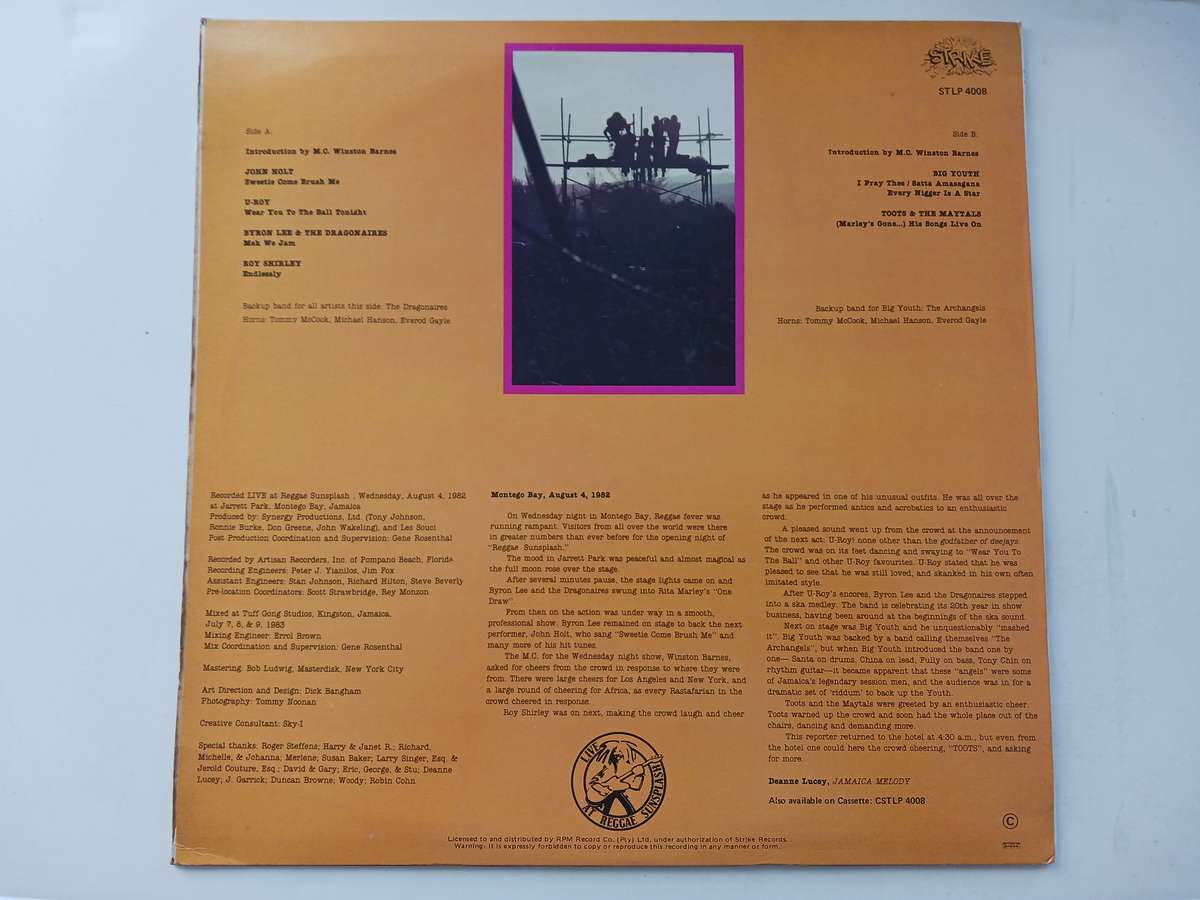 STRIKE
ST LP 4008
Side A:
Introduction by M.C. Winston Barnes
JOHN HOLT
Sweetie Come Brush Me
U-ROY
Wear You To The Ball Tonight
BYRON LEE & THE DRAGONAIRES
Mek We Jam
ROY SHIRLEY
Endlessly
Backup band for all artists this side: The Dragonaires
Horns: Tommy McCook, Michael Hanson, Everod Gayle
Side B:
Introduction by M.C. Winston Barnes
BIG YOUTH
I Pray Thee / Satta Amasagana
Every Nigger Is A Star
TOOTS & THE MAYTALS
(Marley's Gone...) His Songs Live On
Backup band for Big Youth: The Archangels
Horns: Tommy McCook, Michael Hanson, Everod Gayle
Recorded LIVE at Reggae Sunsplash , Wednesday, August 4, 1982
at Jarrett Park, Montego Bay, Jamaica
Produced by: Synergy Productions, Ltd. (Tony Johnson,
Ronnie Burke, Don Greene, John Wakeling), and Les Souci
Post Production Coordination and Supervision: Gene Rosenthal
Recorded by Artisan Recorders, Inc. of Pompano Beach, Florida
Recording Engineers: Peter J. Yianilos, Jim Fox
Assistant Engineers: Stan Johnson, Richard Hilton, Steve Beverly
Pre-location Coordinators: Scott Strawbridge, Rey Monzon
Mixed at Tuff Gong Studios, Kingston, Jamaica,
July 7, 8, & 9, 1983
Mixing Engineer: Errol Brown
Mix Coordination and Supervision: Gene Rosenthal
Mastering: Bob Ludwig, Masterdisk, New York City
Art Direction and Design: Dick Bangham
Photography: Tommy Noonan
Creative Consultant: Sky-I
Special thanks: Roger Steffens; Harry & Janet R.; Richard,
Michelle, & Johanna; Merlene; Susan Baker; Larry Singer, Esq. &
Jerold Couture, Esq.; David & Gary; Eric, George, & Stu; Deanne
Lucey; J. Garrick; Duncan Browne; Woody; Robin Cohn
Montego Bay, August 4, 1982
On Wednesday night in Montego Bay, Reggae fever was
running rampant. Visitors from all over the world were there
in greater numbers than ever before for the opening night of
"Reggae Sunsplash."
The mood in Jarrett Park was peaceful and almost magical as
the full moon rose over the stage.
After several minutes pause, the stage lights came on and
Byron Lee and the Dragonaires swung into Rita Marley's "One
Draw".
From then on the action was under way in a smooth,
professional show. Byron Lee remained on stage to back the next
performer, John Holt, who sang "Sweetie Come Brush Me" and
many more of his hit tunes.
The M.C. for the Wednesday night show, Winston Barnes,
asked for cheers from the crowd in response to where they were
from. There were large cheers for Los Angeles and New York, and
a large round of cheering for Africa, as every Rastafarian in the
crowd cheered in response.
Roy Shirley was on next, making the crowd laugh and cheer
as he appeared in one of his unusual outfits. He was all over the
stage as he performed antics and acrobatics to an enthusiastic
crowd.
A pleased sound went up from the crowd at the announcement
of the next act: U-Roy! none other than the godfather of deejays.
The crowd was on its feet dancing and swaying to "Wear You To
The Ball" and other U-Roy favourites. U-Roy stated that he was
pleased to see that he was still loved, and skanked in his own often
imitated style.
After U-Roy's encores, Byron Lee and the Dragonaires stepped
into a ska medley. The band is celebrating its 20th year in show
business, having been around at the beginnings of the ska sound.
Next on stage was Big Youth and he unquestionably "mashed
it". Big Youth was backed by a band calling themselves "The
Archangels", but when Big Youth introduced the band one by
one— Santa on drums, China on lead, Fully on bass, Tony Chin on
rhythm guitar—it became apparent that these "angels" were some
of Jamaica's legendary session men, and the audience was in for a
dramatic set of 'riddum' to back up the Youth.
Toots and the Maytals were greeted by an enthusiastic cheer.
Toots warmed up the crowd and soon had the whole place out of the
chairs, dancing and demanding more.
This reporter returned to the hotel at 4:30 a.m., but even from
the hotel one could here the crowd cheering, "TOOTS", and asking
for more.
Deanne Lucey, JAMAICA MELODY
Also available on Cassette: CSTLP 4008
LIVE
AT REGGAE SUNSPLASH
©
Licensed to and distributed by RPM Record Co. (Pty) Ltd. under authorization of Strike Records.
Warning: It is expressly forbidden to copy or reproduce this recording in any manner or form.